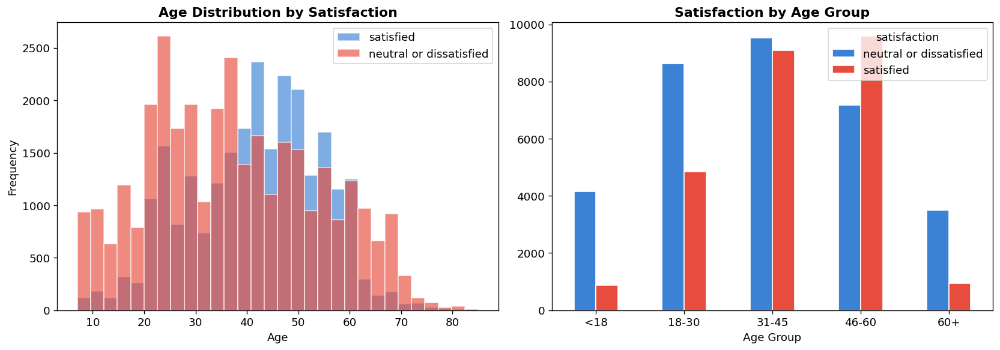 Age Distribution by Satisfaction
satisfied
neutral or dissatisfied
Frequency
2500
2000
1500
1000
500
0
10 20 30 40 50 60 70 80
Age
Satisfaction by Age Group
satisfaction
neutral or dissatisfied
satisfied
10000
8000
6000
4000
2000
0
<18 18-30 31-45 46-60 60+
Age Group